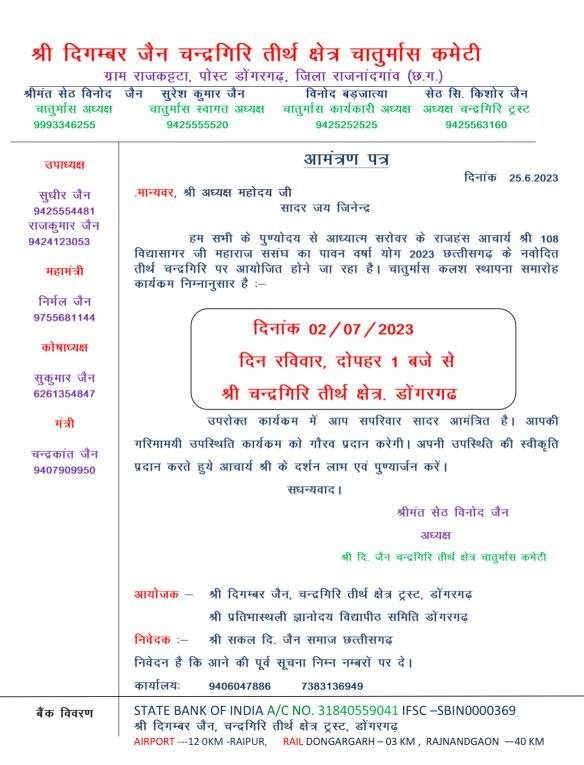 श्री दिगम्बर जैन चन्द्रगिरि तीर्थ क्षेत्र चातुर्मास कमेटी
ग्राम राजकट्टटा, पोस्ट डोंगरगढ़, जिला राजनांदगांव (छ.ग.)
श्रीमंत सेठ विनोद जैन सुरेश कुमार जैन विनोद बड़जात्या सेठ सि. किशोर जैन
चातुर्मास अध्यक्ष चातुर्मास स्वागत अध्यक्ष चातुर्मास कार्यकारी अध्यक्ष अध्यक्ष चन्द्रगिरि ट्रस्ट
9993346255 9425555520 9425252525 9425563160
उपाध्यक्ष
सुधीर जैन
9425554481
राजकुमार जैन
9424123053
महामंत्री
निर्मल जैन
9755681144
कोषाध्यक्ष
सुकुमार जैन
6261354847
मंत्री
चन्द्रकांत जैन
9407909950
आमंत्रण पत्र
दिनांक 25.6.2023
.मान्यवर, श्री अध्यक्ष महोदय जी
सादर जय जिनेन्द्र
हम सभी के पुण्योदय से आध्यात्म सरोवर के राजहंस आचार्य श्री 108
विद्यासागर जी महाराज ससंघ का पावन वर्षा योग 2023 छत्तीसगढ़ के नवोदित
तीर्थ चन्द्रगिरि पर आयोजित होने जा रहा है। चातुर्मास कलश स्थापना समारोह
कार्यकम निम्नानुसार है :–
दिनांक 02/07/2023
दिन रविवार, दोपहर 1 बजे से
श्री चन्द्रगिरि तीर्थ क्षेत्र. डोंगरगढ
उपरोक्त कार्यकम में आप सपरिवार सादर आमंत्रित है। आपकी
गरिमामयी उपस्थिति कार्यकम को गौरव प्रदान करेगी। अपनी उपस्थिति की स्वीकृति
प्रदान करते हुये आचार्य श्री के दर्शन लाभ एवं पुण्यार्जन करें।
सधन्यवाद।
श्रीमंत सेठ विनोद जैन
अध्यक्ष
श्री दि. जैन चन्द्रगिरि तीर्थ क्षेत्र चातुर्मास कमेटी
आयोजक – श्री दिगम्बर जैन, चन्द्रगिरि तीर्थ क्षेत्र ट्रस्ट, डोंगरगढ़
श्री प्रतिभास्थली ज्ञानोदय विद्यापीठ समिति डोंगरगढ़
निवेदक :– श्री सकल दि. जैन समाज छत्तीसगढ़
निवेदन है कि आने की पूर्व सूचना निम्न नम्बरों पर दे।
कार्यालयः 9406047886 7383136949
बैंक विवरण
STATE BANK OF INDIA A/C NO. 31840559041 IFSC –SBIN0000369
श्री दिगम्बर जैन, चन्द्रगिरि तीर्थ क्षेत्र ट्रस्ट, डोंगरगढ़
AIRPORT ---12 0KM -RAIPUR, RAIL DONGARGARH – 03 KM , RAJNANDGAON —40 KM